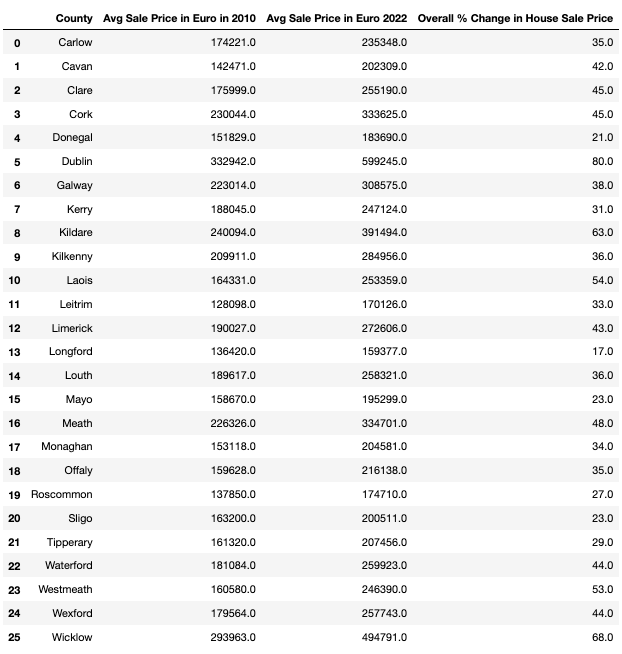 County Avg Sale Price in Euro in 2010 Avg Sale Price in Euro 2022 Overall % Change in House Sale Price
0 Carlow 174221.0 235348.0 35.0
1 Cavan 142471.0 202309.0 42.0
2 Clare 175999.0 255190.0 45.0
3 Cork 230044.0 333625.0 45.0
4 Donegal 151829.0 183690.0 21.0
5 Dublin 332942.0 599245.0 80.0
6 Galway 223014.0 308575.0 38.0
7 Kerry 188045.0 247124.0 31.0
8 Kildare 240094.0 391494.0 63.0
9 Kilkenny 209911.0 284956.0 36.0
10 Laois 164331.0 253359.0 54.0
11 Leitrim 128098.0 170126.0 33.0
12 Limerick 190027.0 272606.0 43.0
13 Longford 136420.0 159377.0 17.0
14 Louth 189617.0 258321.0 36.0
15 Mayo 158670.0 195299.0 23.0
16 Meath 226326.0 334701.0 48.0
17 Monaghan 153118.0 204581.0 34.0
18 Offaly 159628.0 216138.0 35.0
19 Roscommon 137850.0 174710.0 27.0
20 Sligo 163200.0 200511.0 23.0
21 Tipperary 161320.0 207456.0 29.0
22 Waterford 181084.0 259923.0 44.0
23 Westmeath 160580.0 246390.0 53.0
24 Wexford 179564.0 257743.0 44.0
25 Wicklow 293963.0 494791.0 68.0